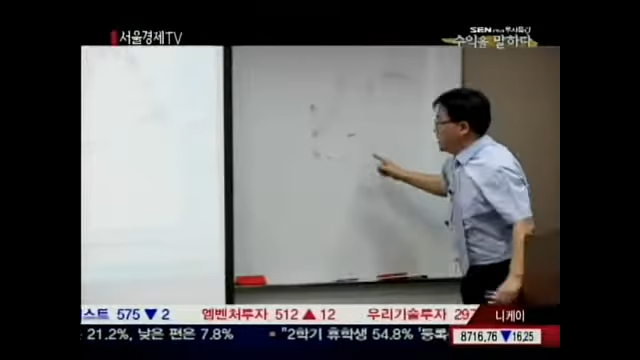 서울경제TV
SEN
수익을 말하다
스트 575 ▼ 2 엠벤처투자 512 ▲ 12 우리기술투자 297
니케이
21.2%, 낮은 편은 7.8% "2학기 휴학생 54.8% '등록
8716,76 ▼16,25